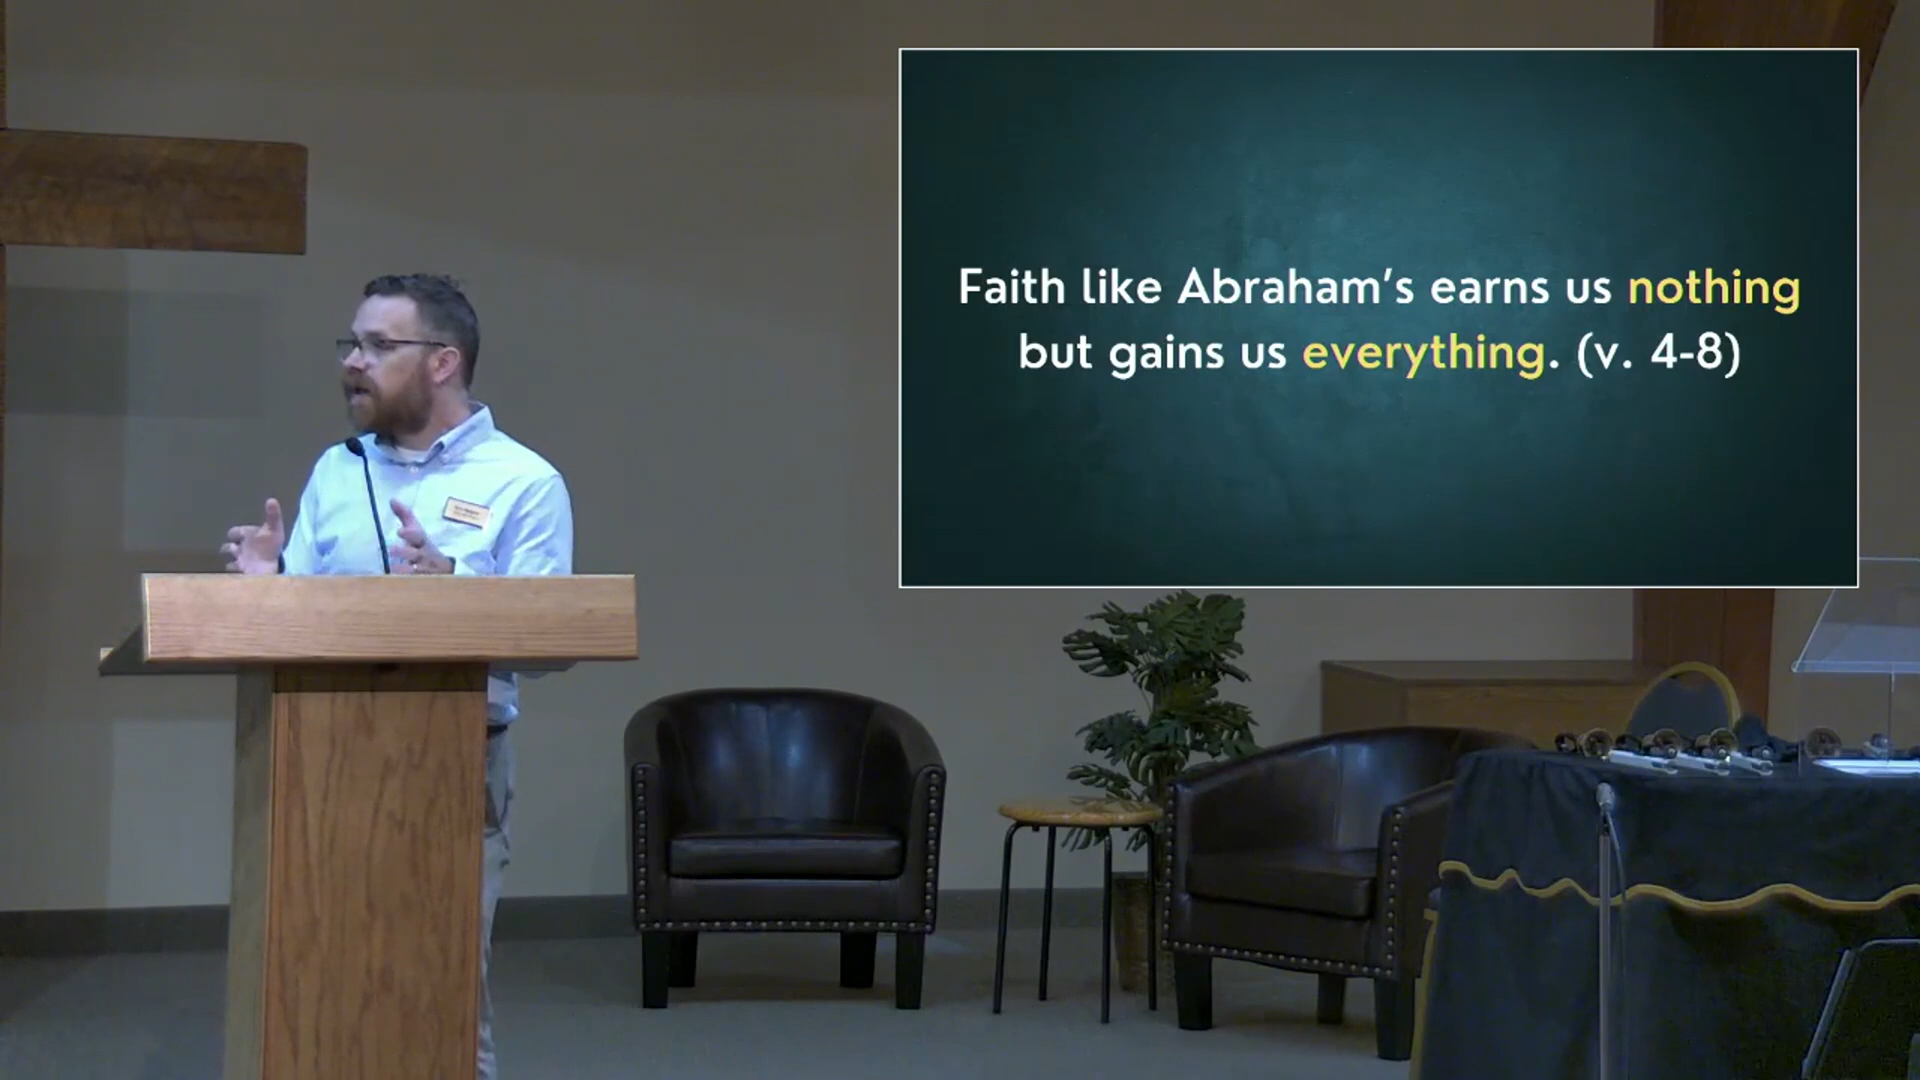 Faith like Abraham's earns us nothing
but gains us everything. (v. 4-8)